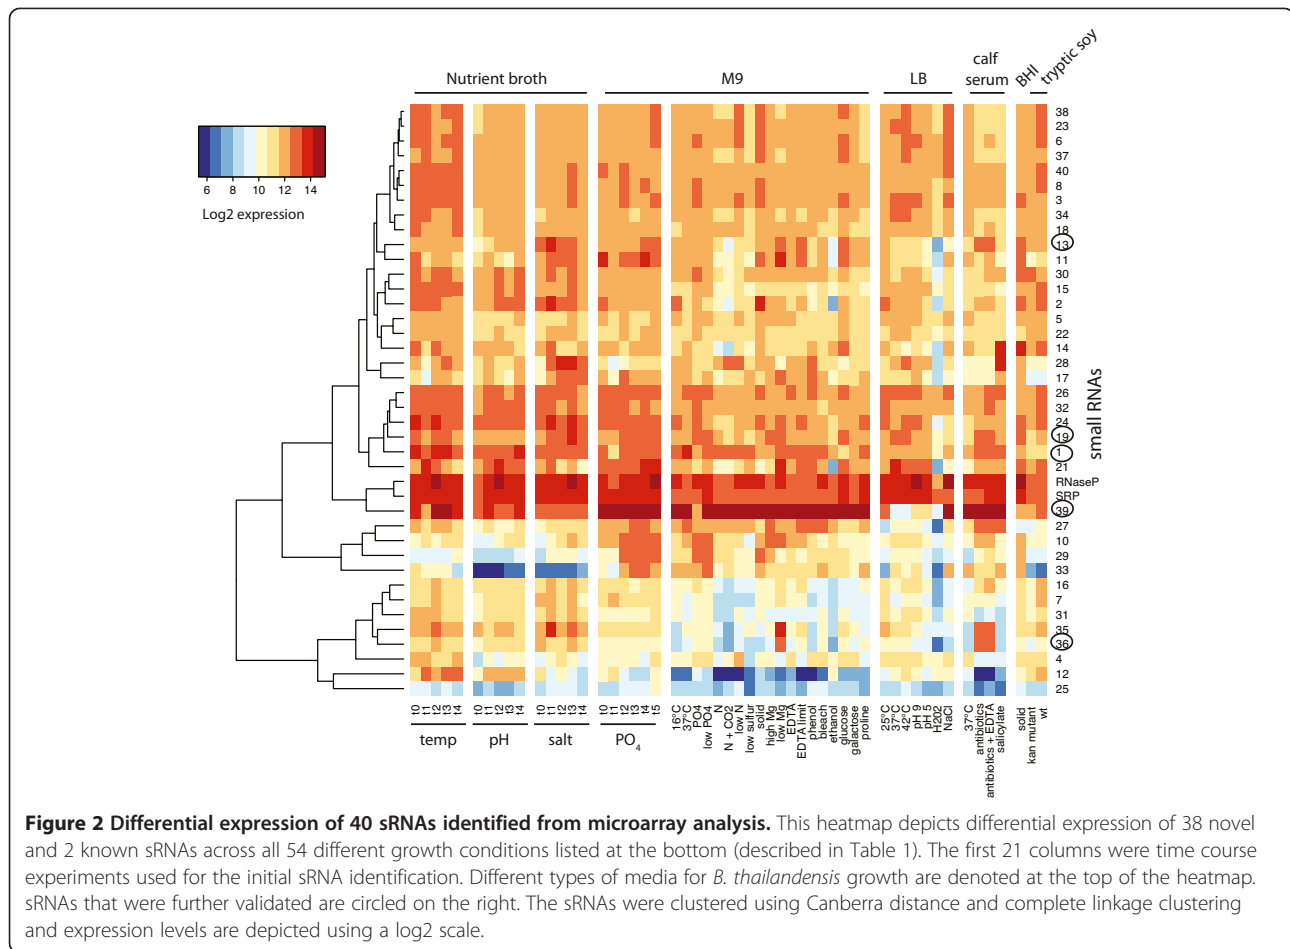 Nutrient broth
M9
LB
calf
serum
BHI
tryptic soy
6 8 10 12 14
Log2 expression
38
23
6
37
40
8
3
34
18
13
11
30
15
2
5
22
14
28
17
26
32
24
19
1
21
RNaseP
SRP
39
27
10
29
33
16
7
31
35
36
4
12
25
small RNAs
t0
t1
t2
t3
t4
t0
t1
t2
t3
t4
t0
t1
t2
t3
t4
t0
t1
t2
t3
t4
t5
16°C
37°C
PO4
low PO4
N
N + CO2
low N
low sulfur
solid
high Mg
low Mg
EDTA
EDTA limit
phenol
bleach
ethanol
glucose
galactose
proline
25°C
37°C
42°C
pH 9
pH 5
H202
NaCl
37°C
antibiotics
antibiotics + EDTA
salicylate
solid
kan mutant
wt
temp
pH
salt
PO4
Figure 2 Differential expression of 40 sRNAs identified from microarray analysis. This heatmap depicts differential expression of 38 novel
and 2 known sRNAs across all 54 different growth conditions listed at the bottom (described in Table 1). The first 21 columns were time course
experiments used for the initial sRNA identification. Different types of media for B. thailandensis growth are denoted at the top of the heatmap.
sRNAs that were further validated are circled on the right. The sRNAs were clustered using Canberra distance and complete linkage clustering
and expression levels are depicted using a log2 scale.